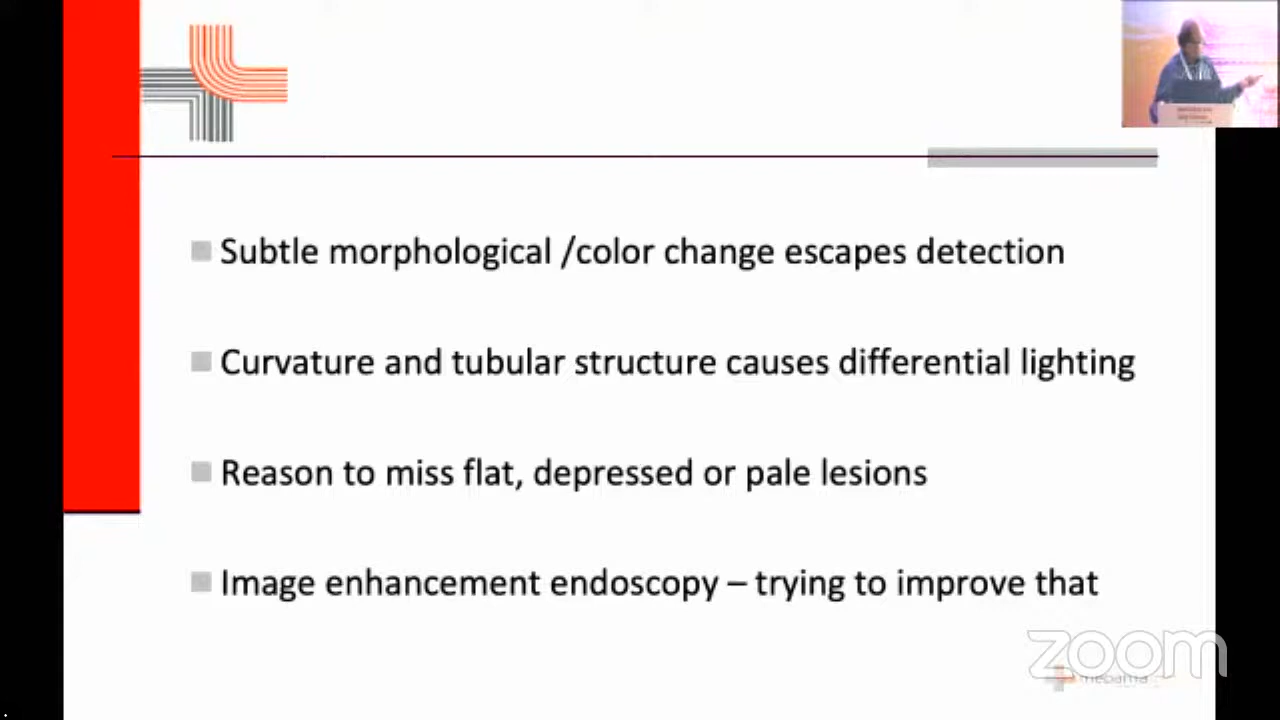 Subtle morphological /color change escapes detection
Curvature and tubular structure causes differential lighting
Reason to miss flat, depressed or pale lesions
Image enhancement endoscopy – trying to improve that
zoom